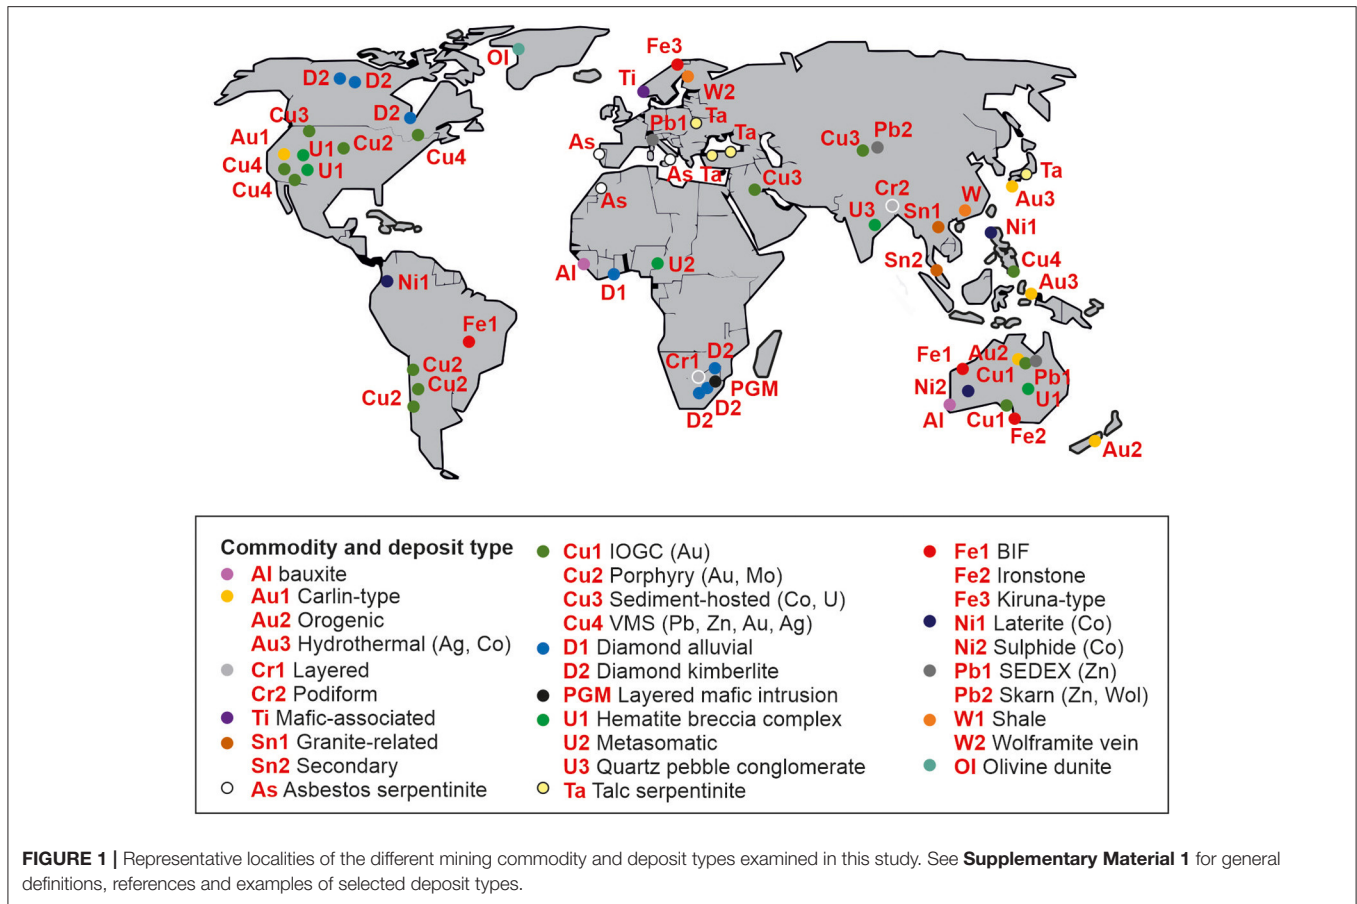 Ol
Fe3
D2
D2
Ti
W2
D2
Cu3
Au1
U1
Cu2
Cu4
Cu4
U1
Cu4
Pb1
Ta
Ta
As
As
Ta
As
Cu3
Cu3
Pb2
Ta
Au3
Cr2
W
U3
Sn1
Ni1
Sn2
Cu4
Au3
Al
D1
U2
Ni1
Fe1
Cu2
Cu2
Cu2
Cr1
D2
PGM
D2
D2
Fe1
Au2
Cu1
Pb1
Ni2
U1
Al
Cu1
Fe2
Au2
Commodity and deposit type
Al bauxite
Au1 Carlin-type
Au2 Orogenic
Au3 Hydrothermal (Ag, Co)
Cr1 Layered
Cr2 Podiform
Ti Mafic-associated
Sn1 Granite-related
Sn2 Secondary
As Asbestos serpentinite
Cu1 IOGC (Au)
Cu2 Porphyry (Au, Mo)
Cu3 Sediment-hosted (Co, U)
Cu4 VMS (Pb, Zn, Au, Ag)
D1 Diamond alluvial
D2 Diamond kimberlite
PGM Layered mafic intrusion
U1 Hematite breccia complex
U2 Metasomatic
U3 Quartz pebble conglomerate
Ta Talc serpentinite
Fe1 BIF
Fe2 Ironstone
Fe3 Kiruna-type
Ni1 Laterite (Co)
Ni2 Sulphide (Co)
Pb1 SEDEX (Zn)
Pb2 Skarn (Zn, Wol)
W1 Shale
W2 Wolframite vein
Ol Olivine dunite
FIGURE 1 | Representative localities of the different mining commodity and deposit types examined in this study. See Supplementary Material 1 for general
definitions, references and examples of selected deposit types.